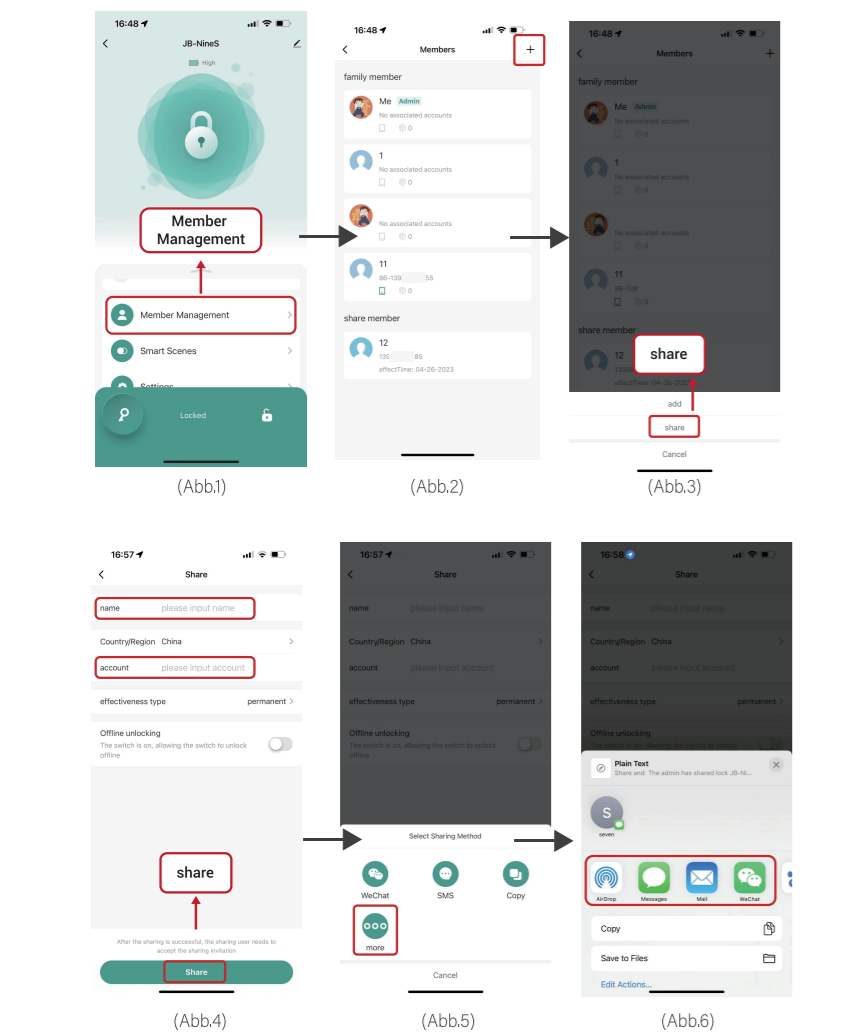 16:48
JB-NineS
High
Member
Management
Member Management
Smart Scenes
Settings
Locked
(Abb.1)
16:48
Members
family member
Me Admin
No associated accounts
0
1
No associated accounts
0
No associated accounts
0
11
86-139 55
0
share member
12
139 85
effectTime: 04-26-2023
(Abb.2)
16:48
Members
family member
Me Admin
No associated accounts
0
1
No associated accounts
0
No associated accounts
0
11
86-139
0
share member
12
effectTime: 04-26-2023
share
add
share
Cancel
(Abb.3)
16:57
Share
name please input name
Country/Region China
account please input account
effectiveness type permanent
Offline unlocking
The switch is on, allowing the switch to unlock
offline
share
After the sharing is successful, the sharing user needs to
accept the sharing invitation
Share
(Abb.4)
16:57
Share
name please input name
Country/Region China
account please input account
effectiveness type permanent
Offline unlocking
The switch is on, allowing the switch to unlock
offline
Select Sharing Method
WeChat SMS Copy
more
Cancel
(Abb.5)
16:58
Share
name please input name
Country/Region China
account please input account
effectiveness type permanent
Offline unlocking
The switch is on, allowing the switch to unlock
Plain Text
Share and The admin has shared lock JB-Ni...
S
seven
AirDrop Messages Mail WeChat
Copy
Save to Files
Edit Actions...
(Abb.6)